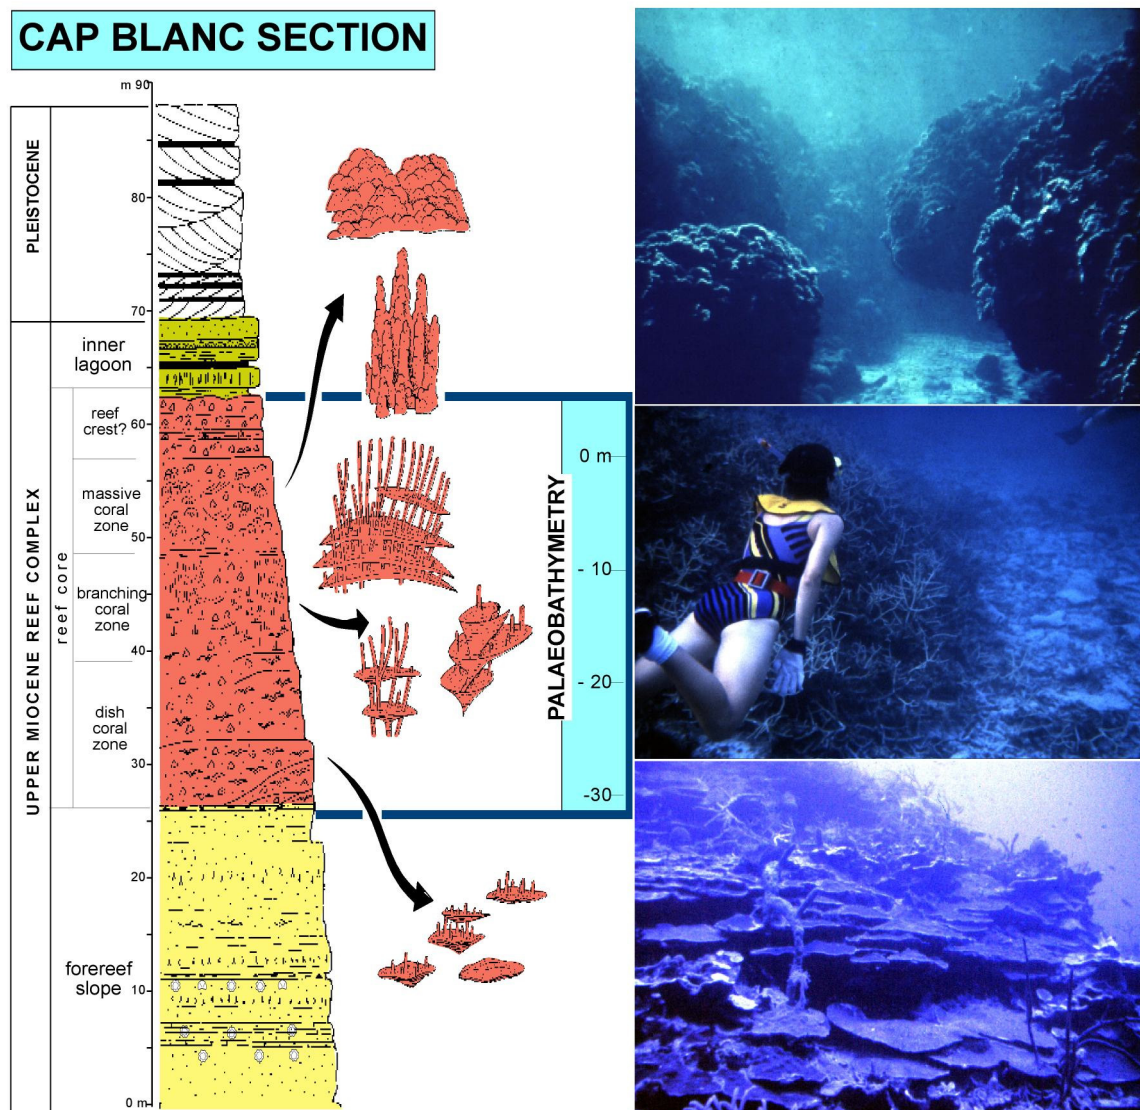 CAP BLANC SECTION
m 90
80
70
60
50
40
30
20
10
0 m
PLEISTOCENE
UPPER MIOCENE REEF COMPLEX
inner
lagoon
reef core
reef
crest?
massive
coral
zone
branching
coral
zone
dish
coral
zone
forereef
slope
PALAEOBATHYMETRY
0 m
- 10
- 20
-30